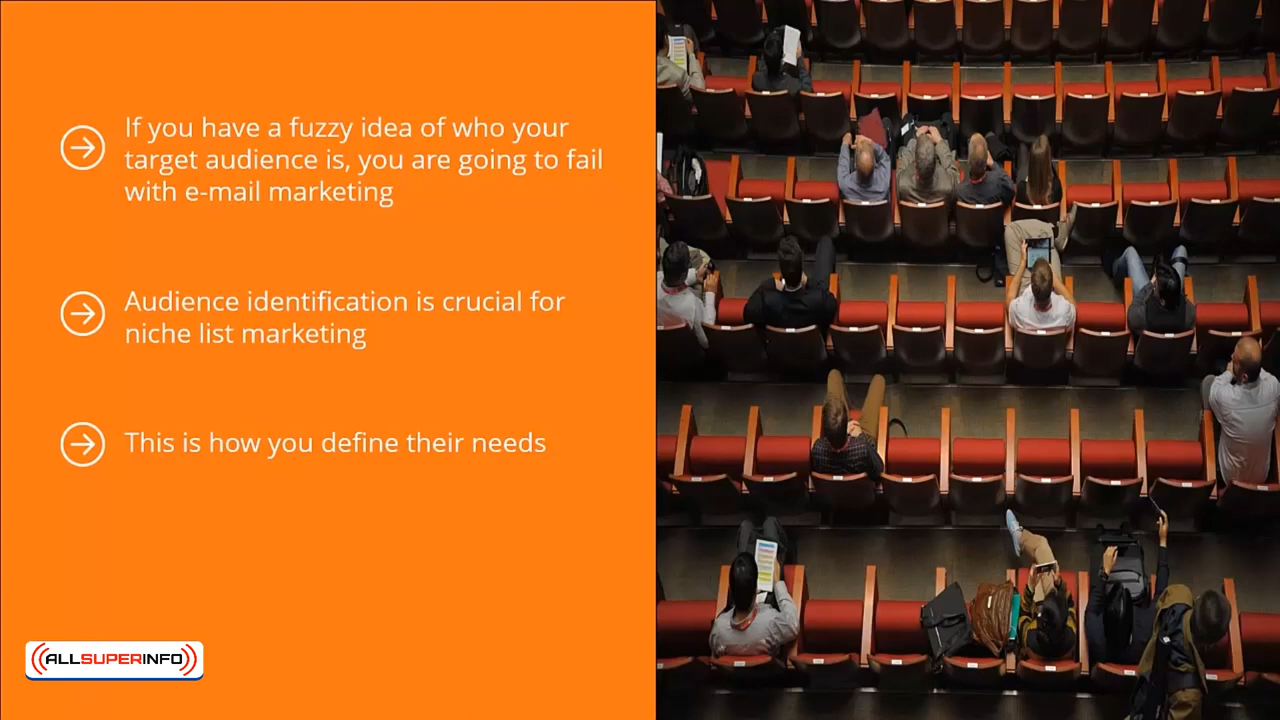 If you have a fuzzy idea of who your
target audience is, you are going to fail
with e-mail marketing
Audience identification is crucial for
niche list marketing
This is how you define their needs
ALLSUPERINFO